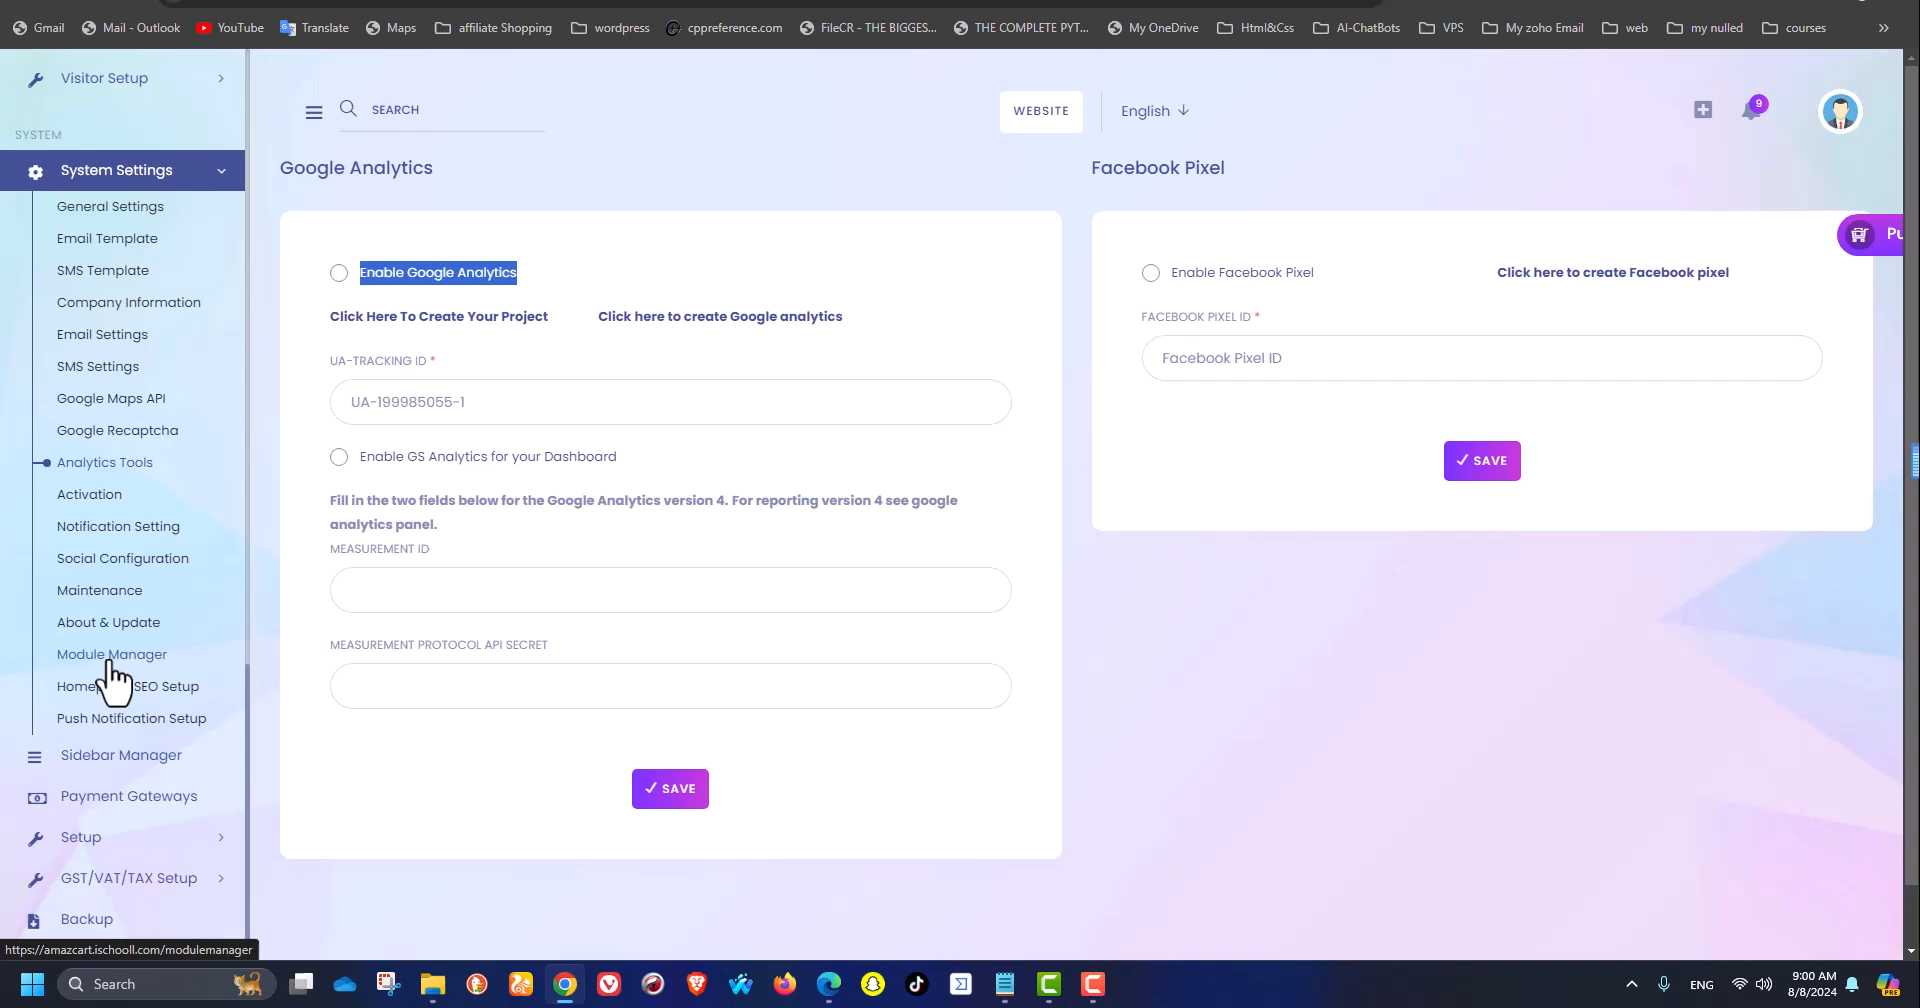 Gmail
Mail - Outlook
YouTube
Translate
Maps
affiliate Shopping
wordpress
cppreference.com
FileCR - THE BIGGES...
THE COMPLETE PYT...
My OneDrive
Html&Css
AI-ChatBots
VPS
My zoho Email
web
my nulled
courses
Visitor Setup
SYSTEM
System Settings
General Settings
Email Template
SMS Template
Company Information
Email Settings
SMS Settings
Google Maps API
Google Recaptcha
Analytics Tools
Activation
Notification Setting
Social Configuration
Maintenance
About & Update
Module Manager
SEO Setup
Push Notification Setup
Sidebar Manager
Payment Gateways
Setup
GST/VAT/TAX Setup
Backup
https://amazcart.ischooll.com/modulemanager
SEARCH
WEBSITE
English
9
Google Analytics
Enable Google Analytics
Click Here To Create Your Project
Click here to create Google analytics
UA-TRACKING ID *
UA-199985055-1
Enable GS Analytics for your Dashboard
Fill in the two fields below for the Google Analytics version 4. For reporting version 4 see google
analytics panel.
MEASUREMENT ID
MEASUREMENT PROTOCOL API SECRET
SAVE
Facebook Pixel
Enable Facebook Pixel
Click here to create Facebook pixel
FACEBOOK PIXEL ID *
Facebook Pixel ID
SAVE
Pu
Search
ENG
9:00 AM
8/8/2024
PRE